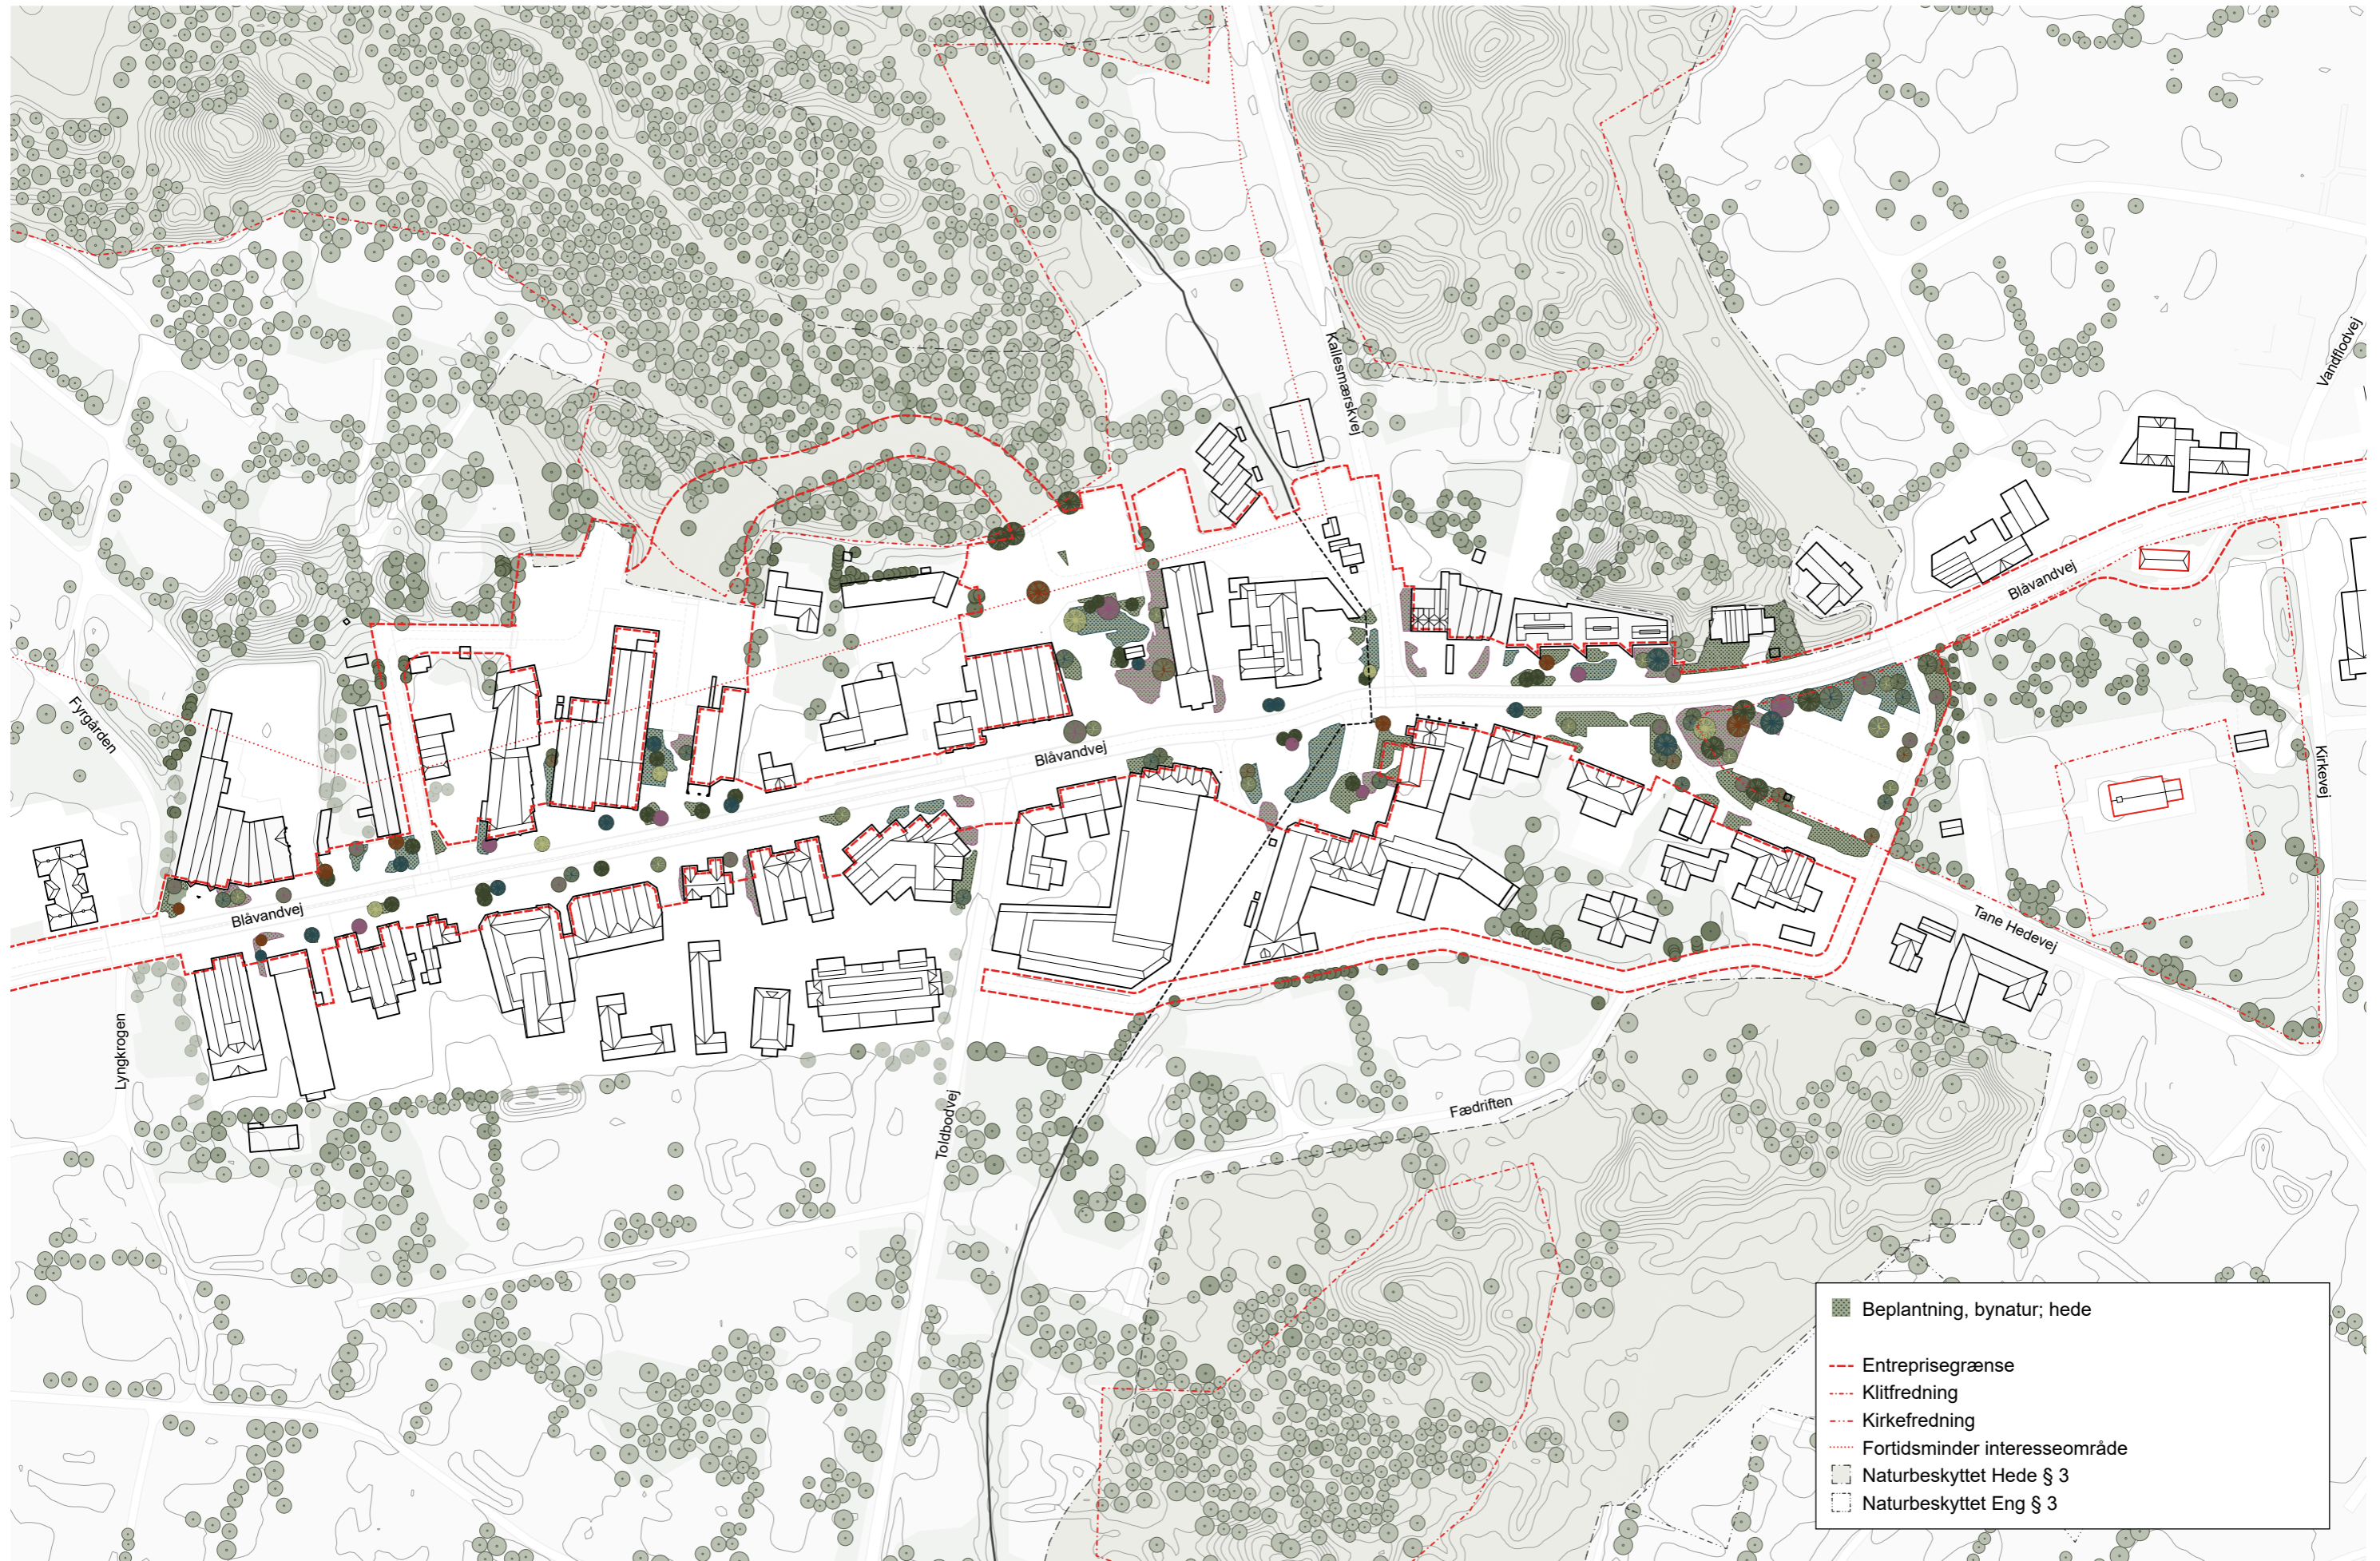 Kallesmærskvej
Vandflodvej
Blåvandvej
Fyrgården
Blåvandvej
Kirkevej
Blåvandvej
Tane Hedevej
Lyngkrogen
Toldbodvej
Fædriften
Beplantning, bynatur; hede
Entreprisegrænse
Klitfredning
Kirkefredning
Fortidsminder interesseområde
Naturbeskyttet Hede § 3
Naturbeskyttet Eng § 3